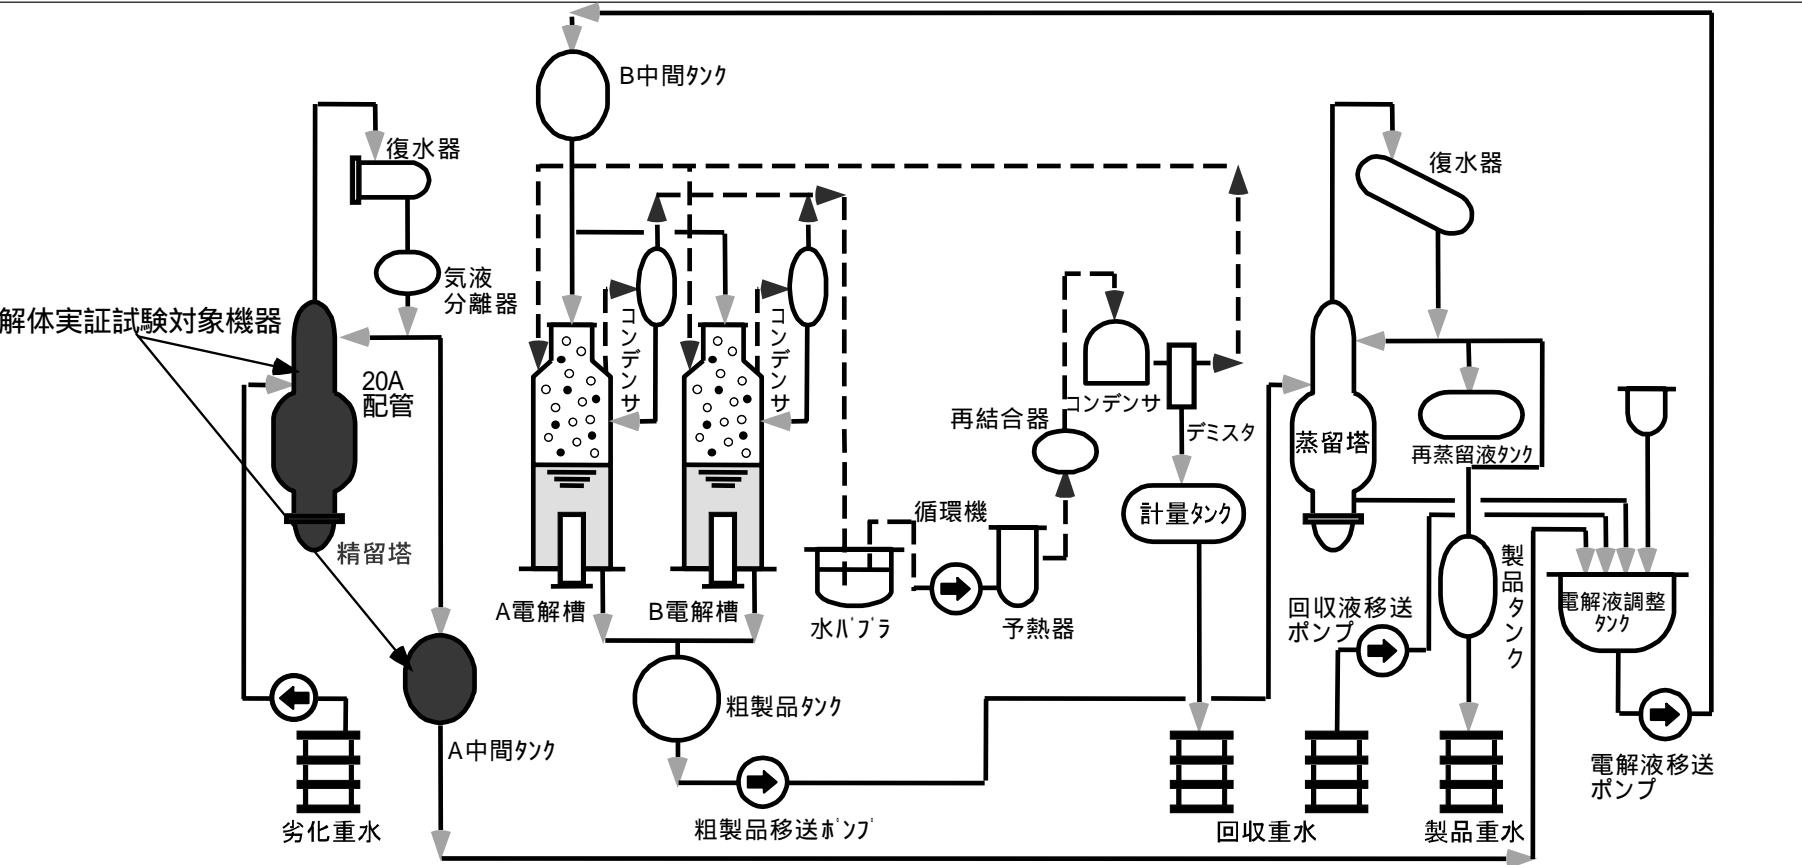 B中間タンク
復水器
復水器
気液
分離器
解体実証試験対象機器
20A
配管
コンデンサ
コンデンサ
コンデンサ
再結合器
デミスタ
蒸留塔
再蒸留液タンク
計量タンク
循環機
精留塔
A電解槽
B電解槽
水バブラ
予熱器
製品タンク
回収液移送
ポンプ
電解液調整
タンク
粗製品タンク
A中間タンク
電解液移送
ポンプ
劣化重水
粗製品移送ポンプ
回収重水
製品重水